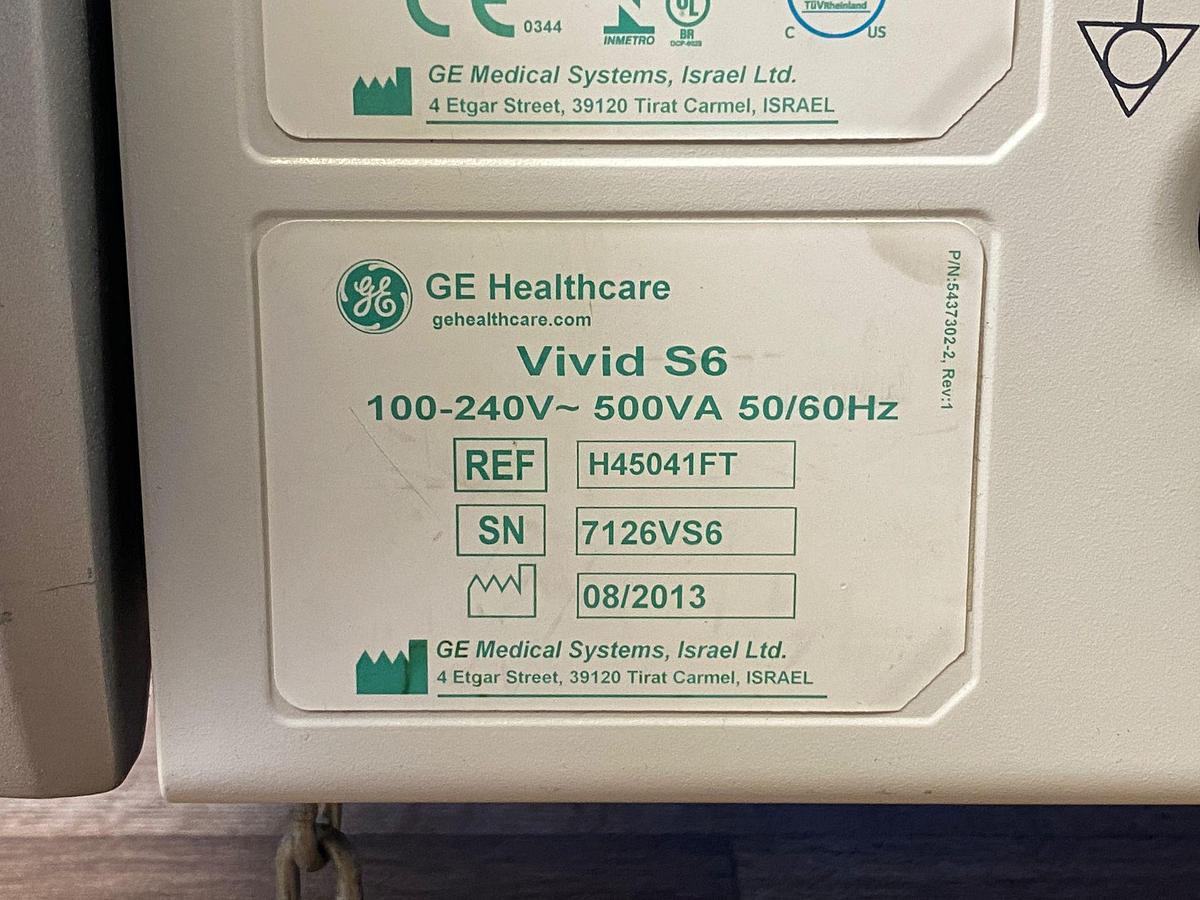 0344
INMETRO
UL
BR
TÜVRheinland
C US
GE Medical Systems, Israel Ltd.
4 Etgar Street, 39120 Tirat Carmel, ISRAEL
GE Healthcare
gehealthcare.com
Vivid S6
100-240V~ 500VA 50/60Hz
REF H45041FT
SN 7126VS6
08/2013
GE Medical Systems, Israel Ltd.
4 Etgar Street, 39120 Tirat Carmel, ISRAEL
P/N:5437302-2, Rev:1